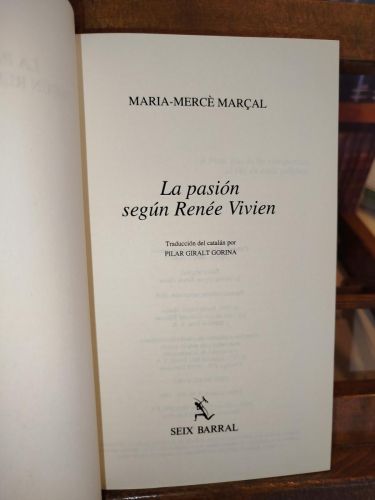 MARIA-MERCÈ MARÇAL
La pasión
según Renée Vivien
Traducción del catalán por
PILAR GIRALT GORINA
SEIX BARRAL